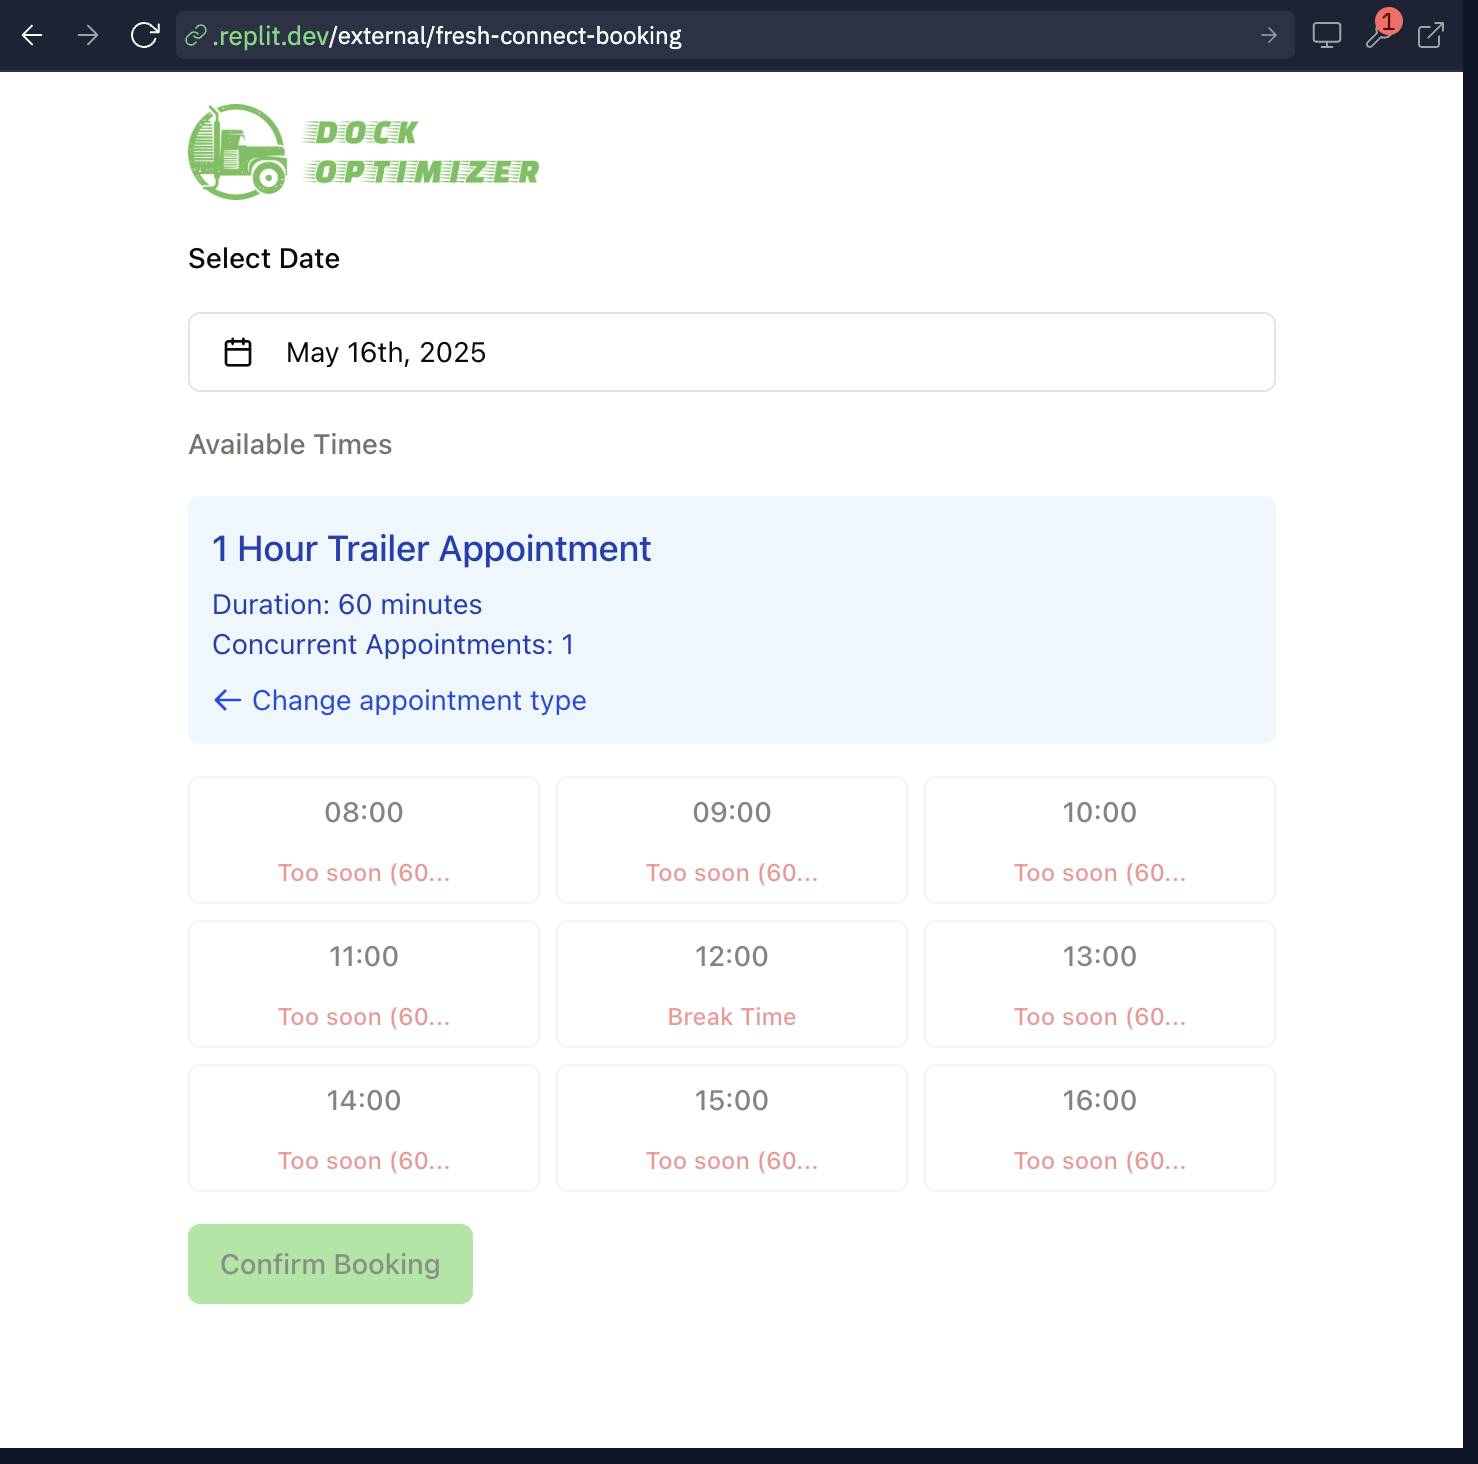 .replit.dev/external/fresh-connect-booking
1
DOCK
OPTIMIZER
Select Date
May 16th, 2025
Available Times
1 Hour Trailer Appointment
Duration: 60 minutes
Concurrent Appointments: 1
← Change appointment type
08:00 09:00 10:00
Too soon (60... Too soon (60... Too soon (60...
11:00 12:00 13:00
Too soon (60... Break Time Too soon (60...
14:00 15:00 16:00
Too soon (60... Too soon (60... Too soon (60...
Confirm Booking